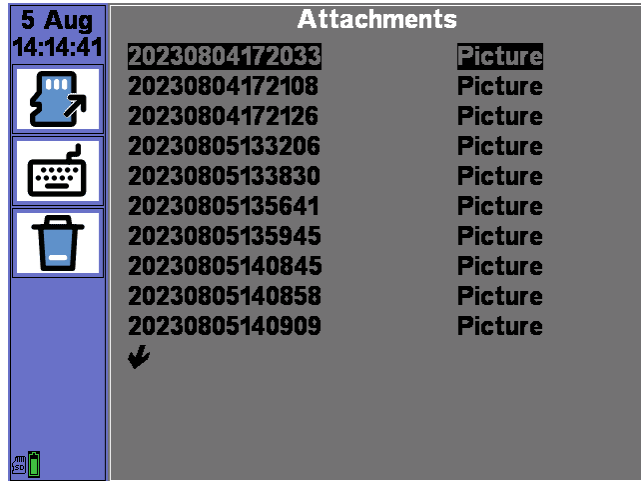 5 Aug
14:14:41
Attachments
20230804172033 Picture
20230804172108 Picture
20230804172126 Picture
20230805133206 Picture
20230805133830 Picture
20230805135641 Picture
20230805135945 Picture
20230805140845 Picture
20230805140858 Picture
20230805140909 Picture
SD